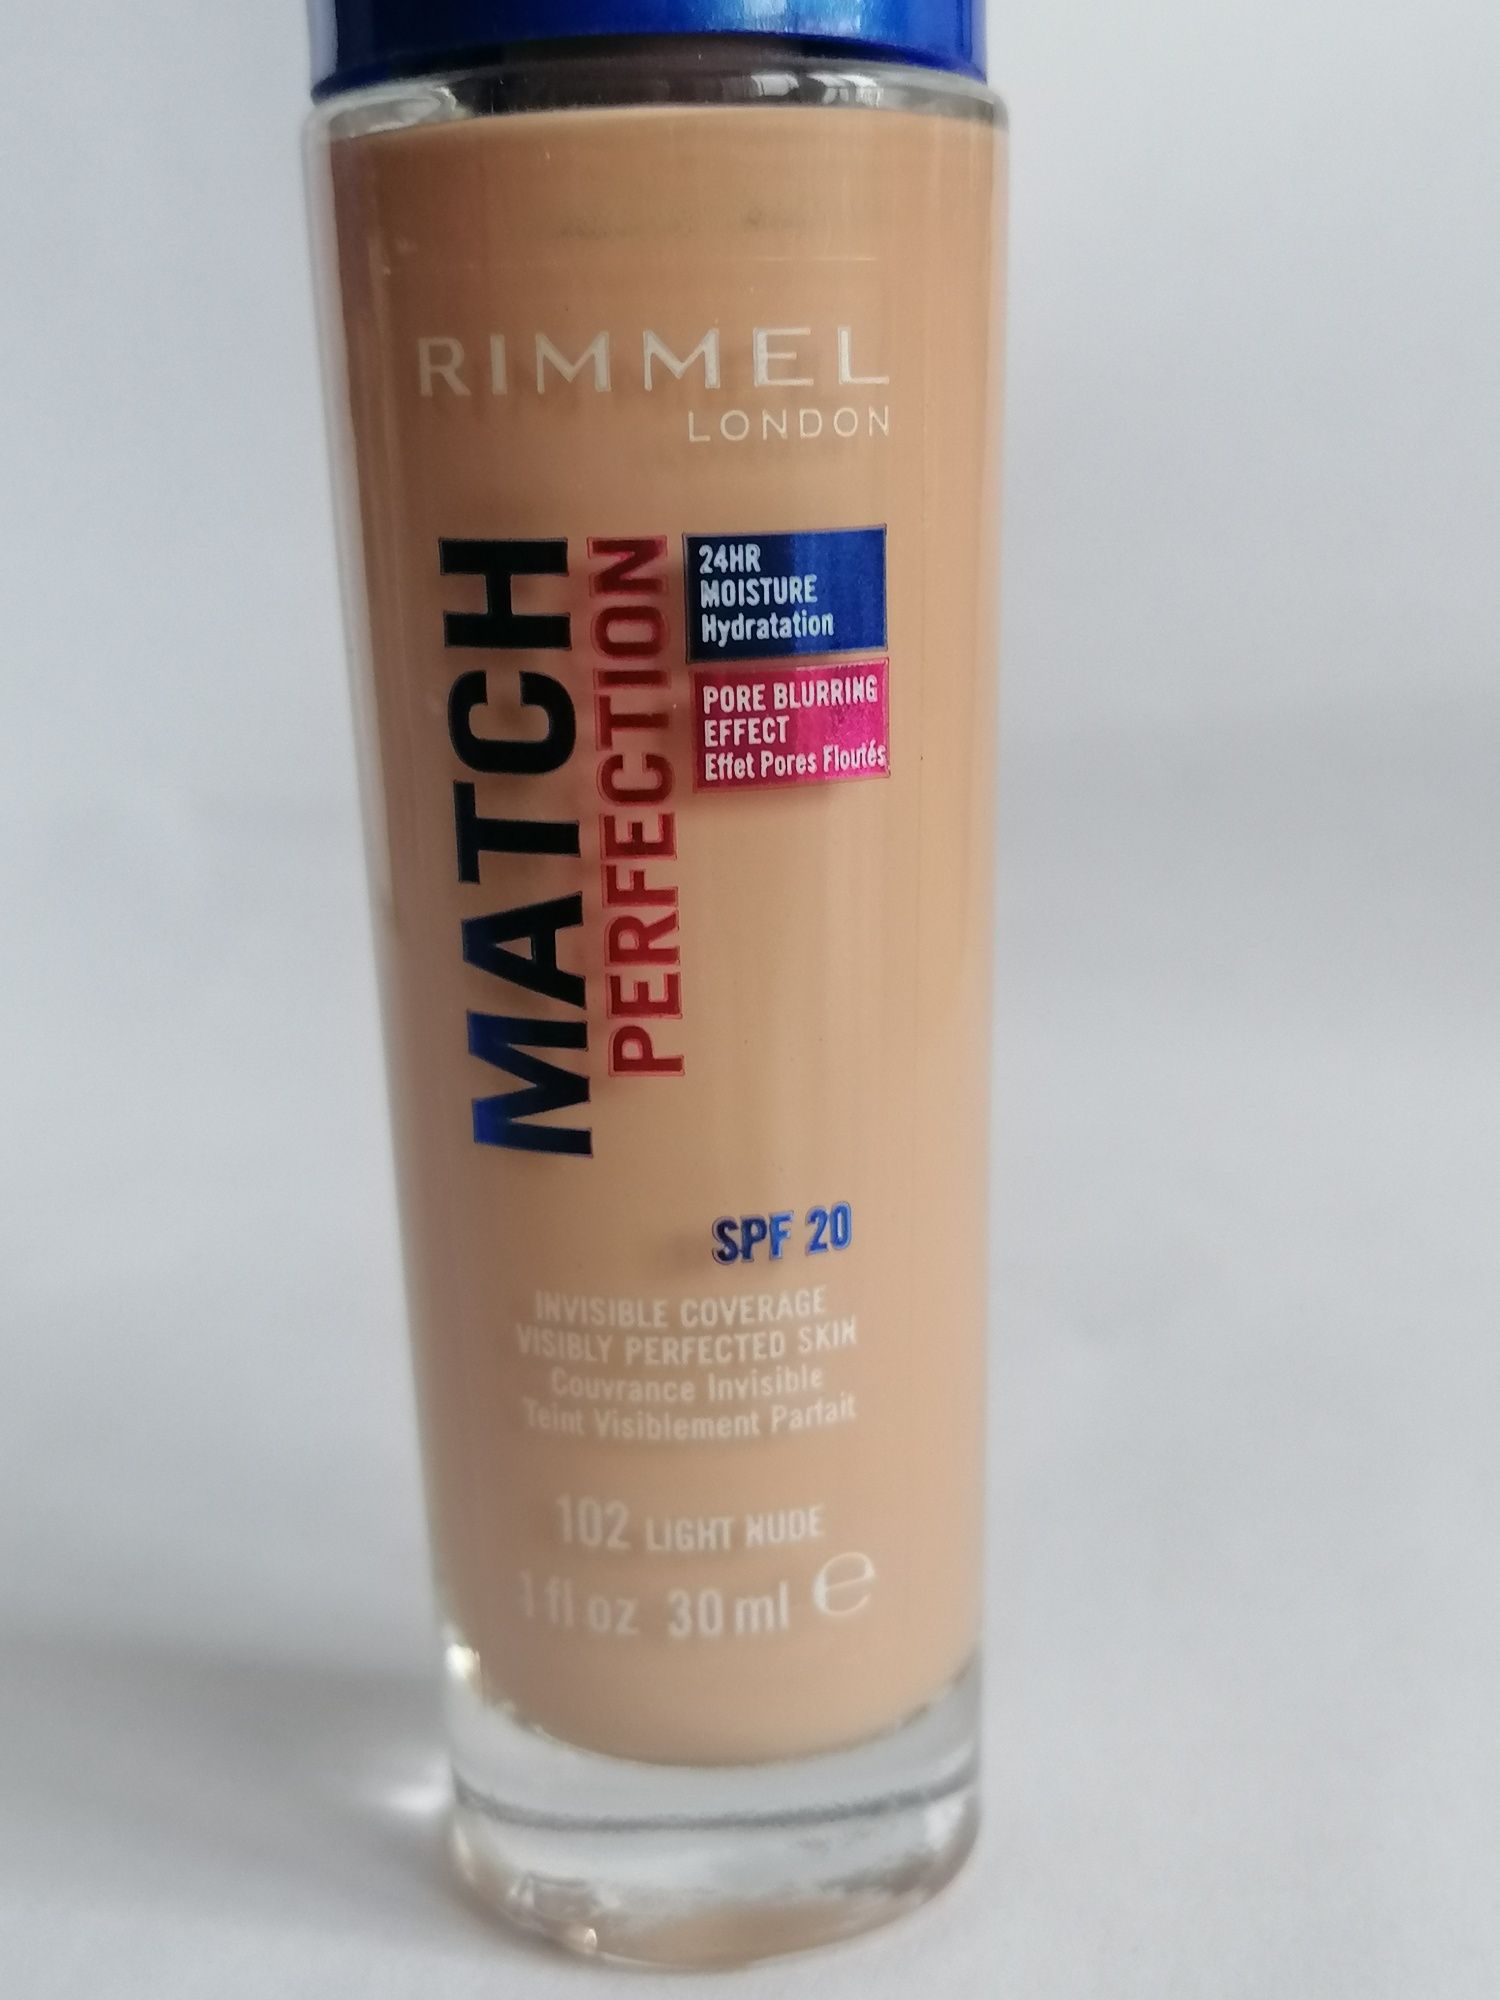 RIMMEL
LONDON
MATCH
PERFECTION
24HR
MOISTURE
Hydratation
PORE BLURRING
EFFECT
Effet Pores Floutés
SPF 20
INVISIBLE COVERAGE
VISIBLY PERFECTED SKIN
Couvrance Invisible
Teint Visiblement Parfait
102 LIGHT NUDE
1 fl oz 30 ml ℮